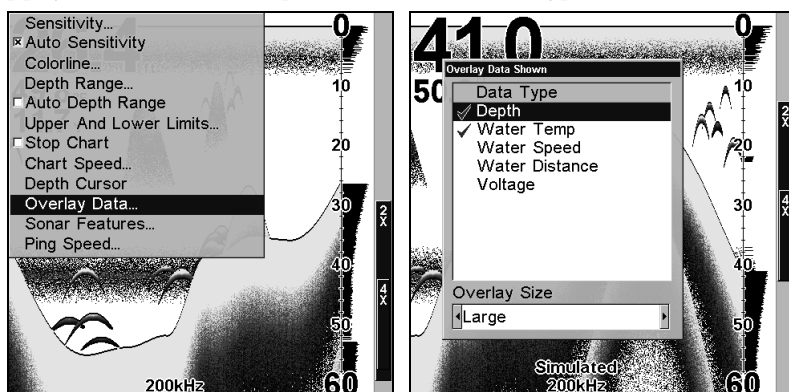 Sensitivity...
Auto Sensitivity
Colorline...
Depth Range...
Auto Depth Range
Upper And Lower Limits...
Stop Chart
Chart Speed...
Depth Cursor
Overlay Data...
Sonar Features...
Ping Speed...
0
10
20
30
40
50
60
2X
4X
200kHz
41.0
50
Overlay Data Shown
Data Type
Depth
Water Temp
Water Speed
Water Distance
Voltage
Overlay Size
Large
0
10
20
30
40
50
60
2X
4X
Simulated
200kHz